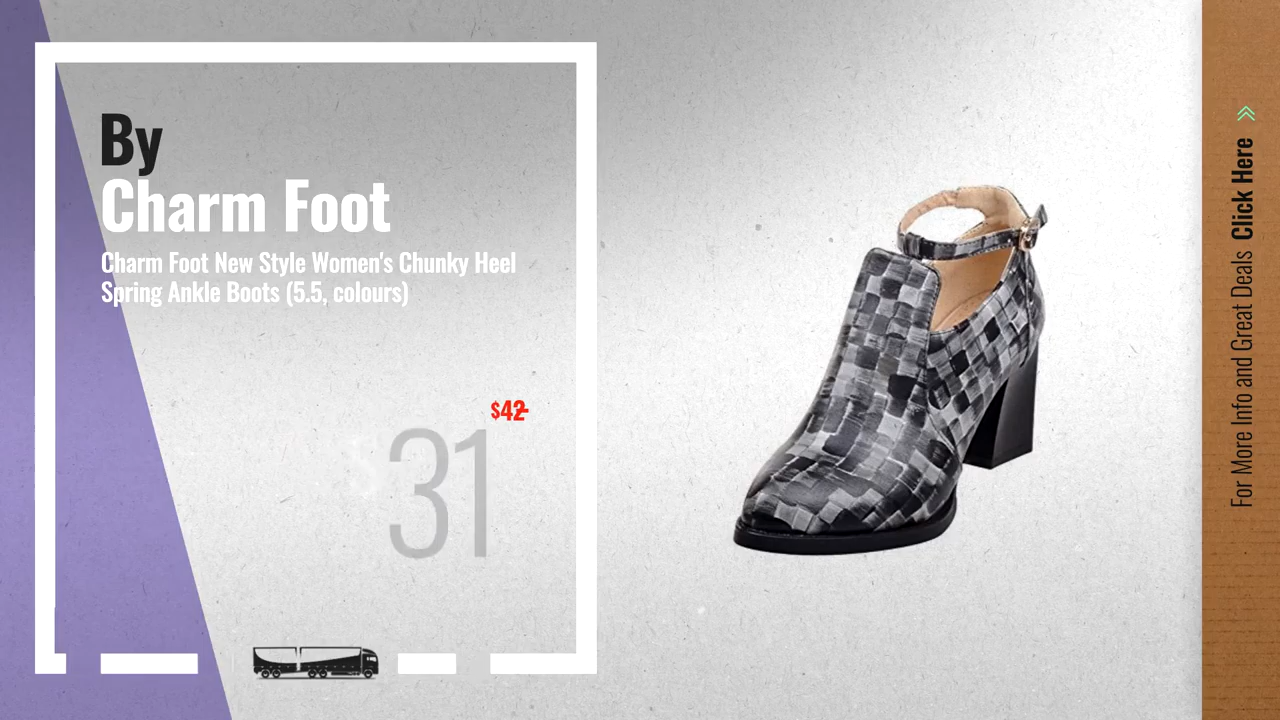 By
Charm Foot
Charm Foot New Style Women's Chunky Heel
Spring Ankle Boots (5.5, colours)
$42
31
For More Info and Great Deals Click Here